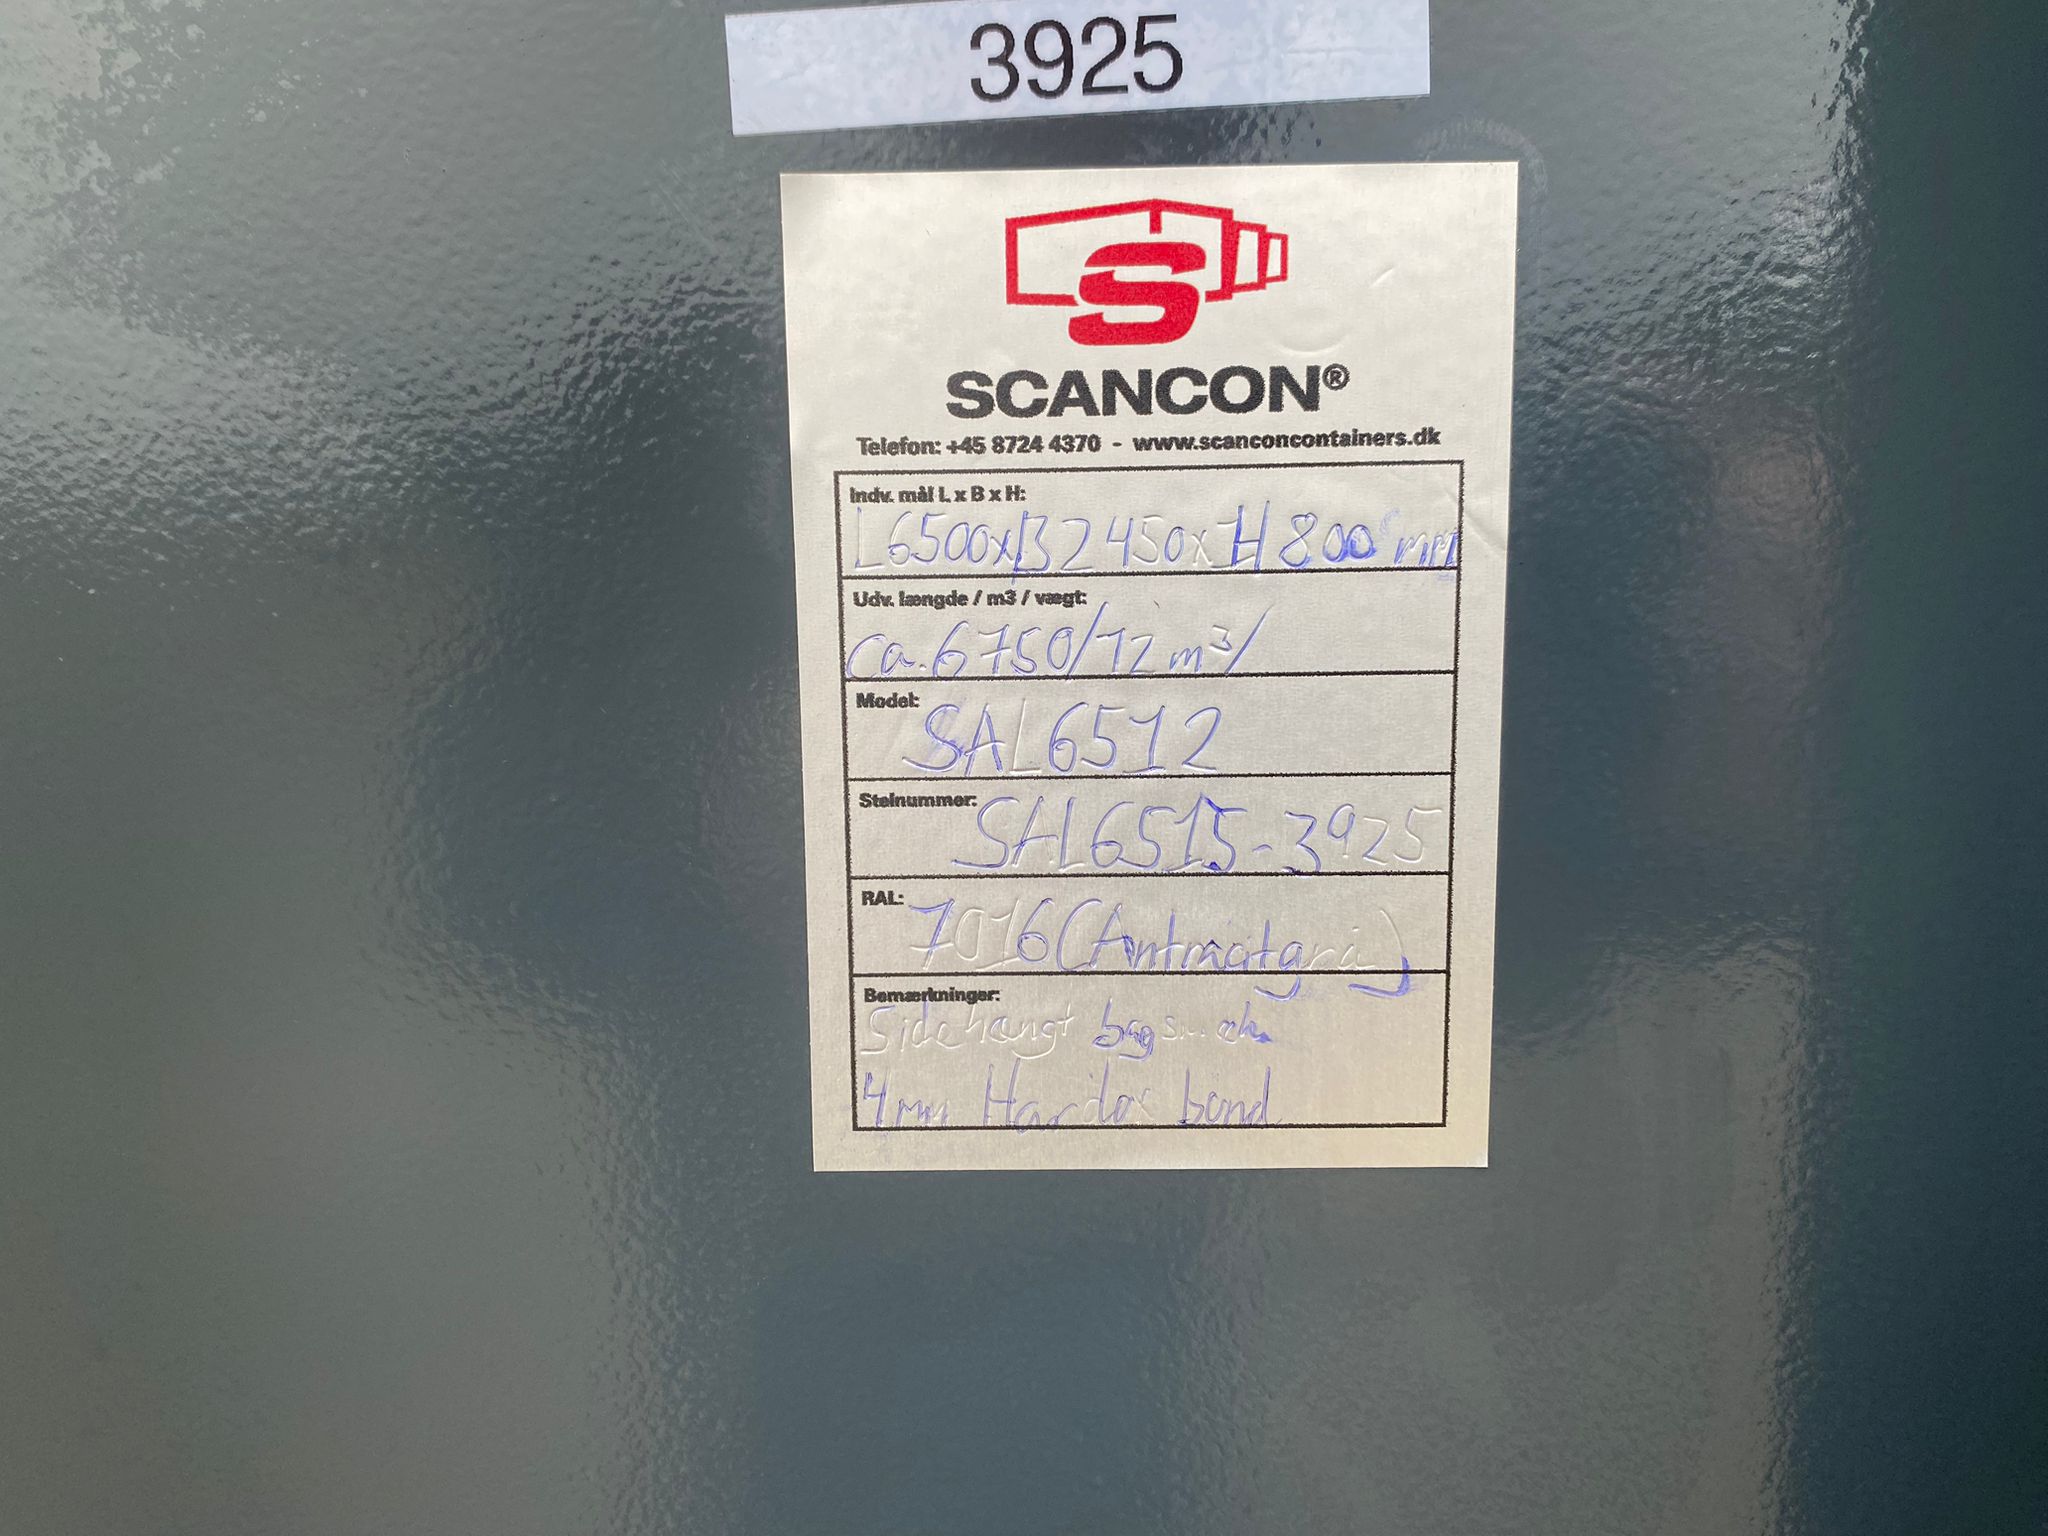 3925
S
SCANCON®
Telefon: +45 8724 4370 - www.scanconcontainers.dk
Indv. mål L x B x H:
L6500xB2450xH800 mm
Udv. længde / m3 / vægt:
ca. 6750/12 m³/
Model:
SAL6512
Stelnummer:
SAL6515-3925
RAL:
7016 (Antracitgrå)
Bemærkninger:
Sidehængt bagsmæk
4mm Hardox bund